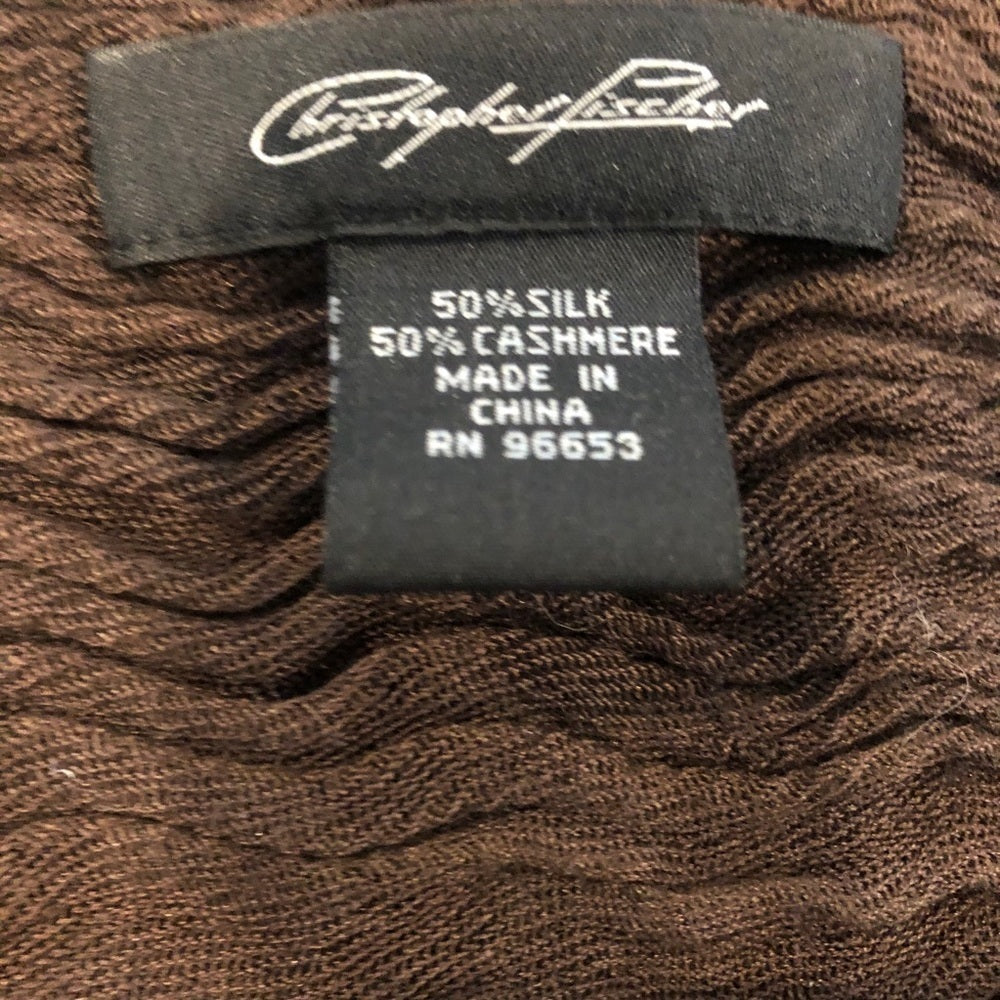 Christopher Fischer
50% SILK
50% CASHMERE
MADE IN
CHINA
RN 96653